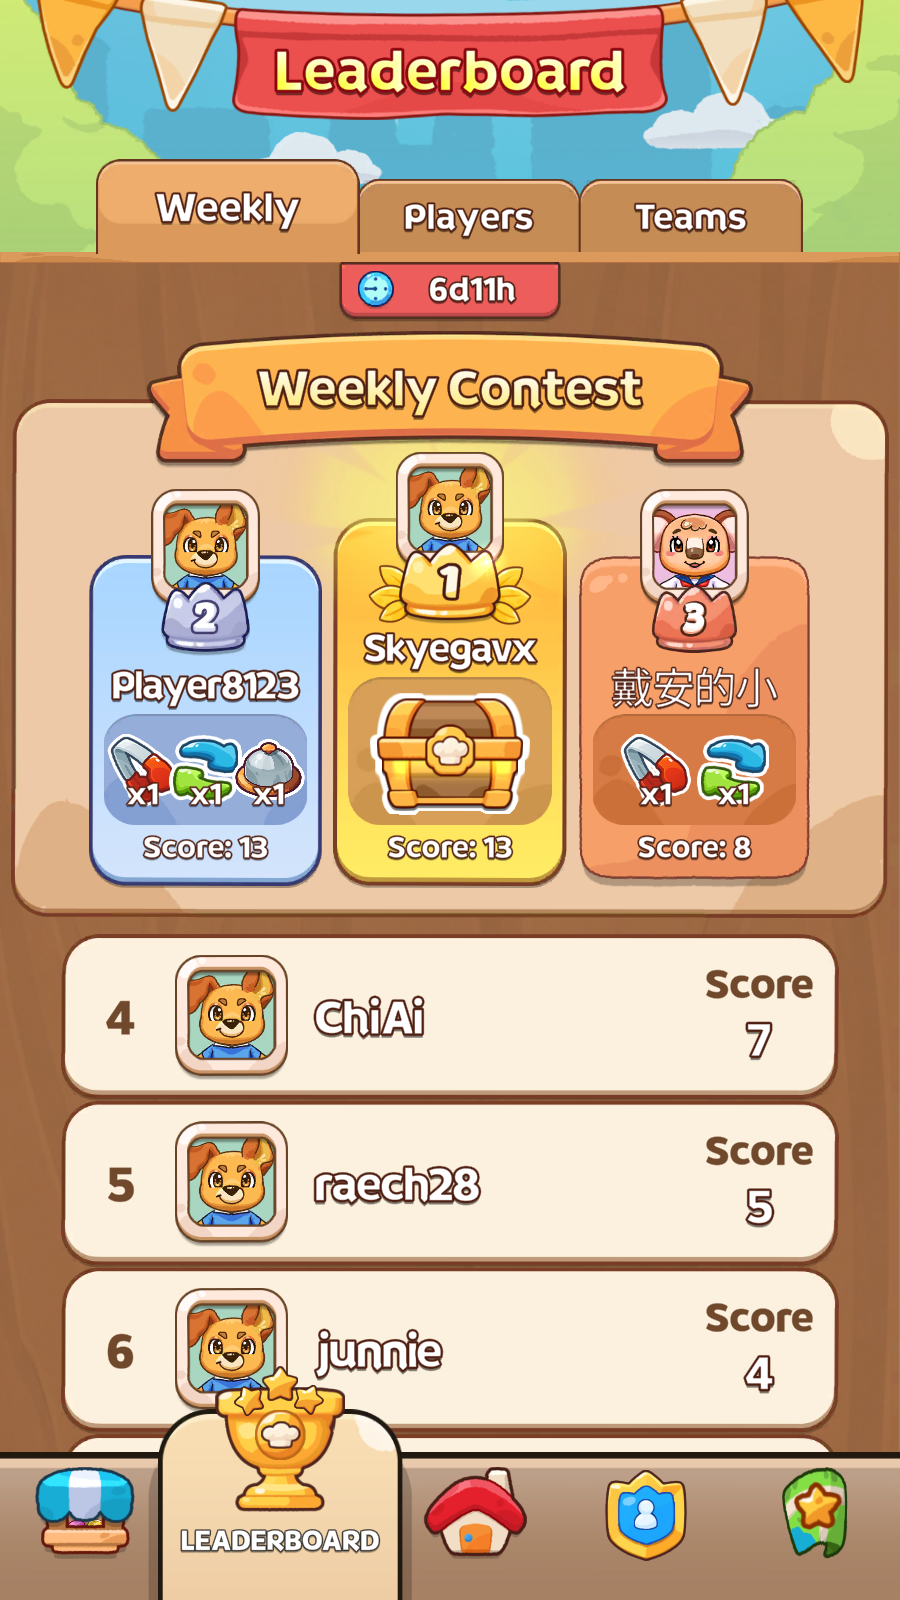 Leaderboard
Weekly
Players
Teams
6d11h
Weekly Contest
2
Player8123
x1
x1
x1
Score: 13
1
Skyegavx
Score: 13
3
戴安的小
x1
x1
Score: 8
4
ChiAi
Score
7
5
raech28
Score
5
6
junnie
Score
4
LEADERBOARD